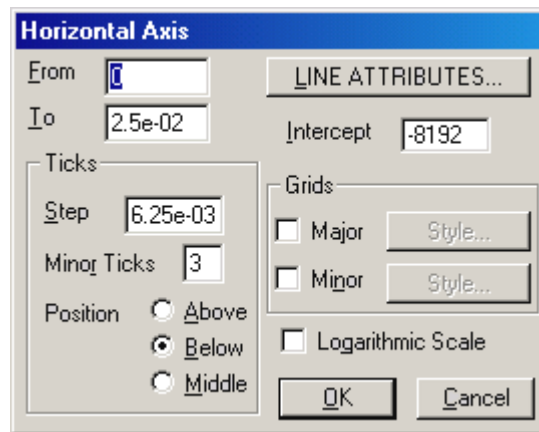 Horizontal Axis
From 0
To 2.5e-02
LINE ATTRIBUTES...
Intercept -8192
Ticks
Step 6.25e-03
Minor Ticks 3
Position
Above
Below
Middle
Grids
Major Style...
Minor Style...
Logarithmic Scale
OK Cancel